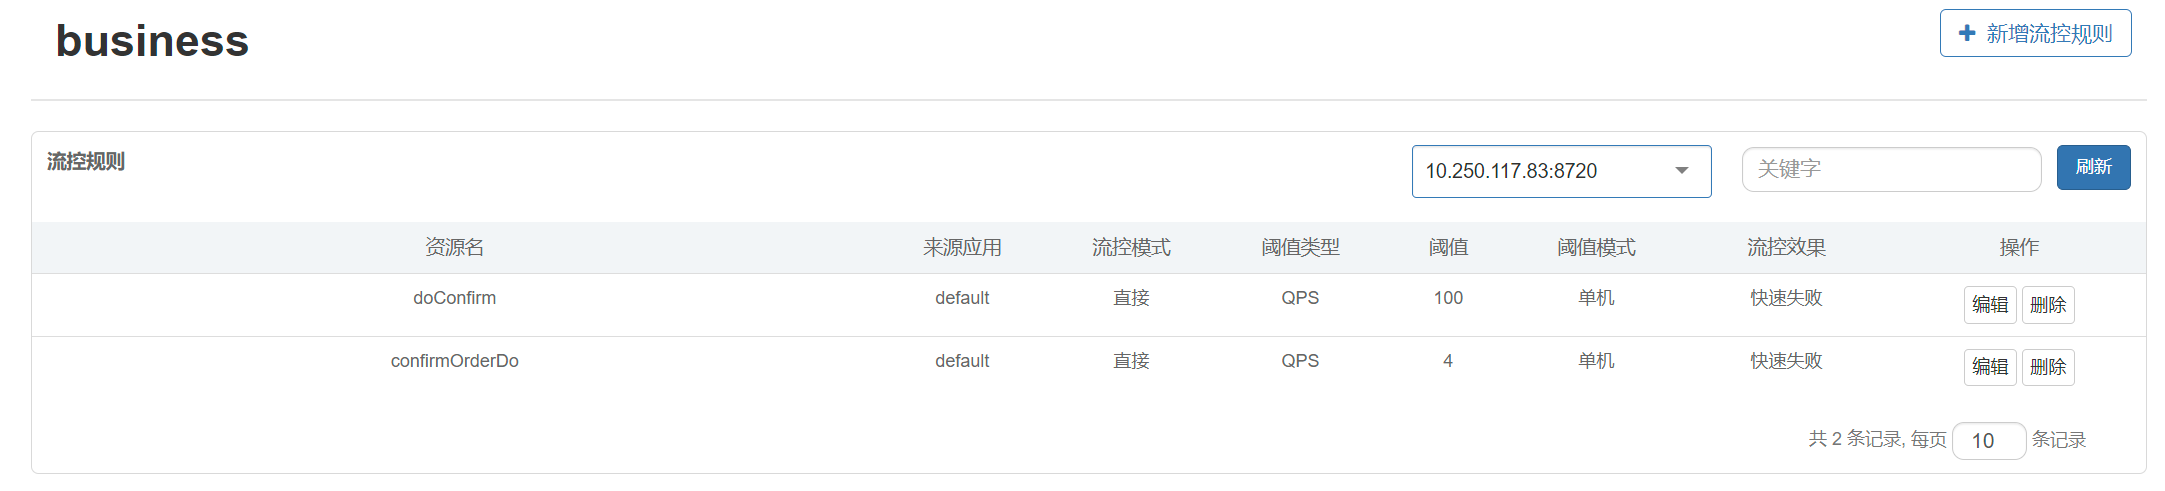 business
新增流控规则
流控规则
10.250.117.83:8720
关键字
刷新
资源名 来源应用 流控模式 阈值类型 阈值 阈值模式 流控效果 操作
doConfirm default 直接 QPS 100 单机 快速失败 编辑 删除
confirmOrderDo default 直接 QPS 4 单机 快速失败 编辑 删除
共 2 条记录, 每页 10 条记录